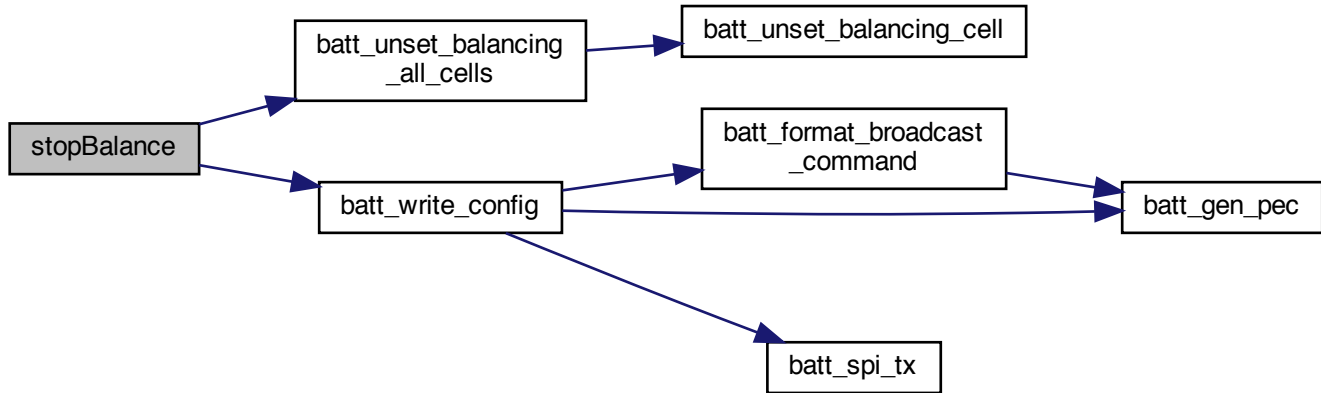 stopBalance
batt_unset_balancing
_all_cells
batt_unset_balancing_cell
batt_write_config
batt_format_broadcast
_command
batt_gen_pec
batt_spi_tx